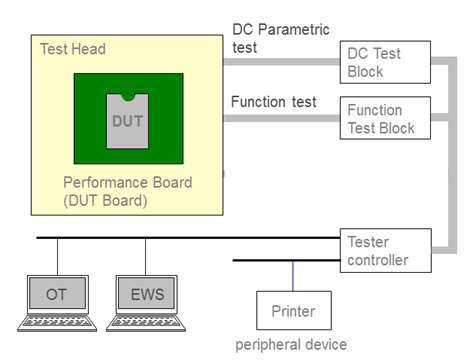 DC Parametric
test
Test Head
DC Test
Block
DUT
Function test
Function
Test Block
Performance Board
(DUT Board)
Tester
controller
OT
EWS
Printer
peripheral device